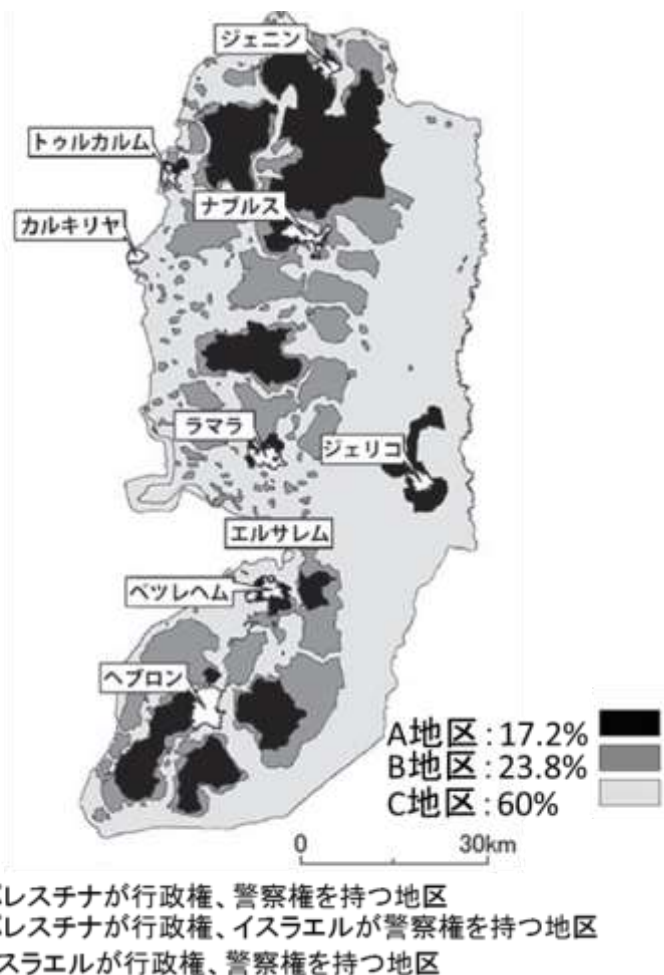 ジェニン
トゥルカルム
ナブルス
カルキリヤ
ラマラ
ジェリコ
エルサレム
ベツレヘム
ヘブロン
A地区：17.2%
B地区：23.8%
C地区：60%
0 30km
レスチナが行政権、警察権を持つ地区
レスチナが行政権、イスラエルが警察権を持つ地区
スラエルが行政権、警察権を持つ地区